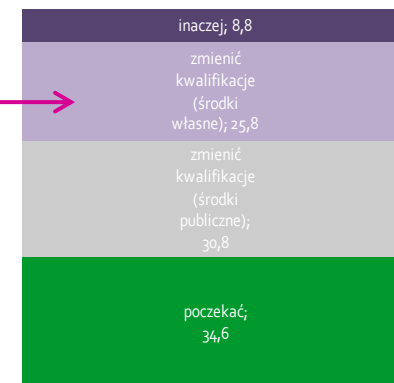 inaczej; 8,8
zmienić
kwalifikacje
(środki
własne); 25,8
zmienić
kwalifikacje
(środki
publiczne);
30,8
poczekać;
34,6